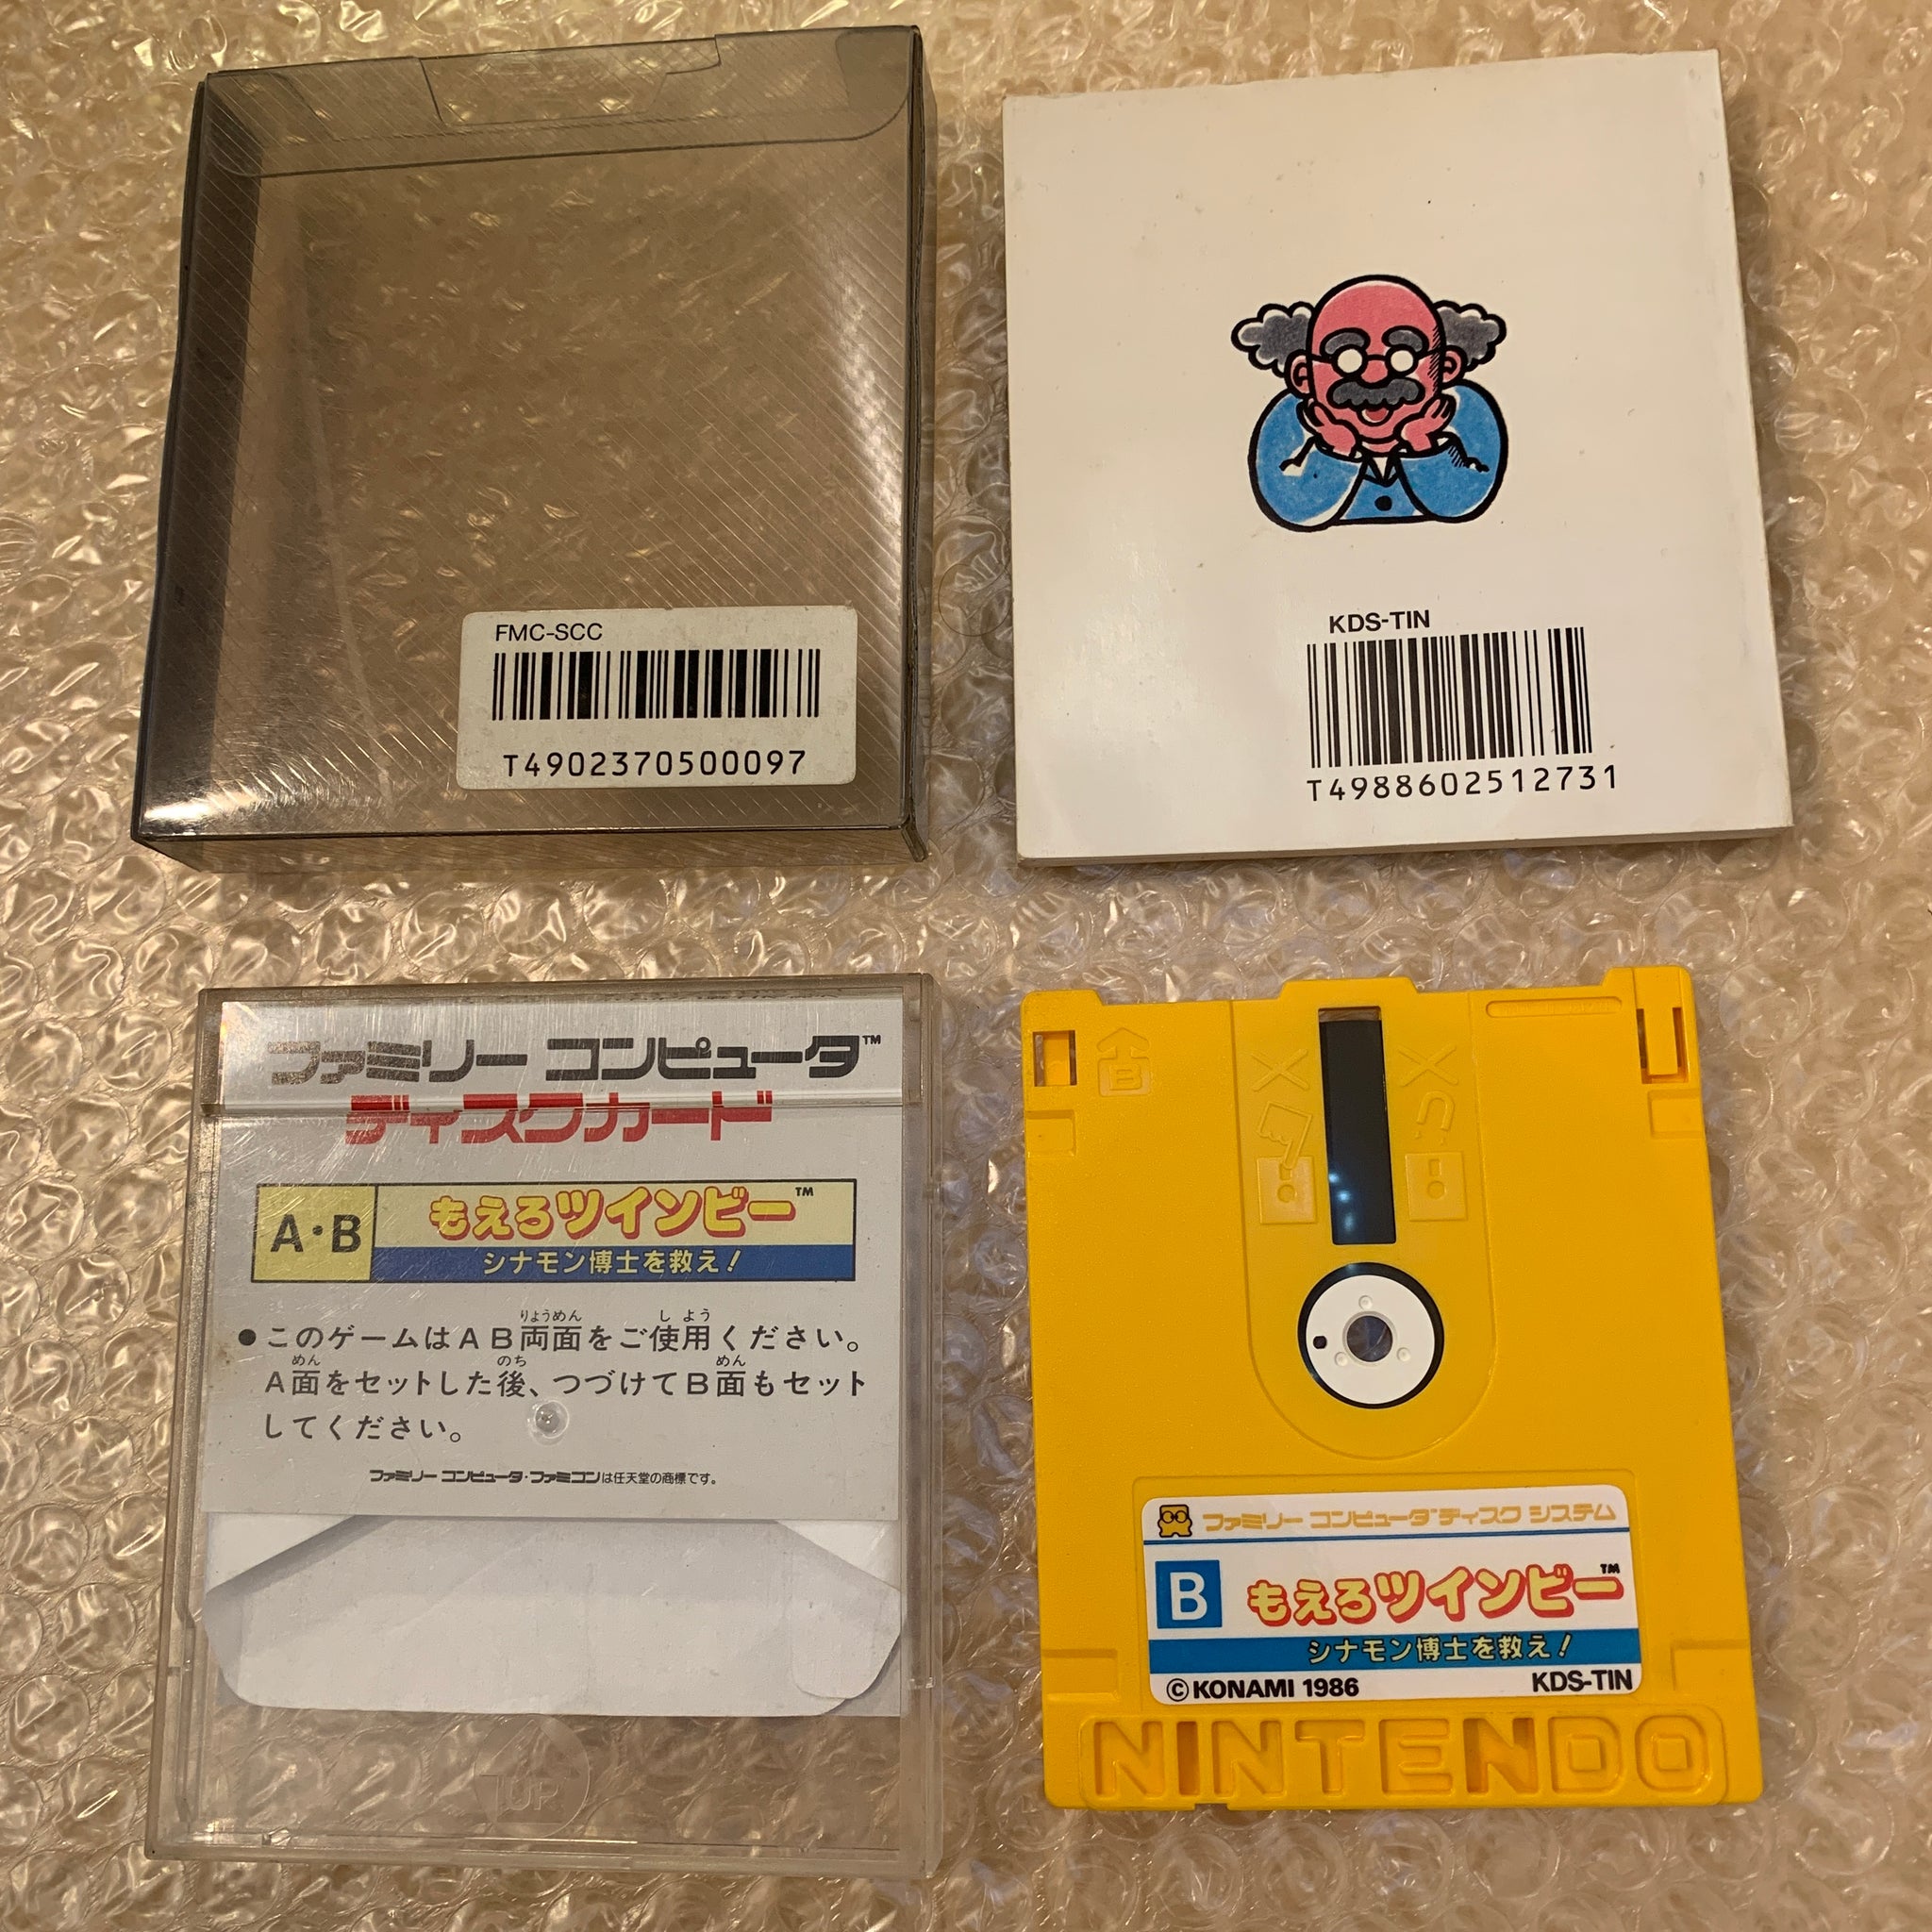 FMC-SCC
T4902370500097
KDS-TIN
T4988602512731
ファミリー コンピュータ™
ディスクカード
A・B
もえろツインビー™
シナモン博士を救え!
りょうめん しよう
●このゲームはAB両面をご使用ください。
めん のち めん
A面をセットした後、つづけてB面もセット
してください。
ファミリー コンピュータ・ファミコンは任天堂の商標です。
1UP
B
ファミリー コンピュータ™ディスク システム
B
もえろツインビー™
シナモン博士を救え!
©KONAMI 1986 KDS-TIN
NINTENDO